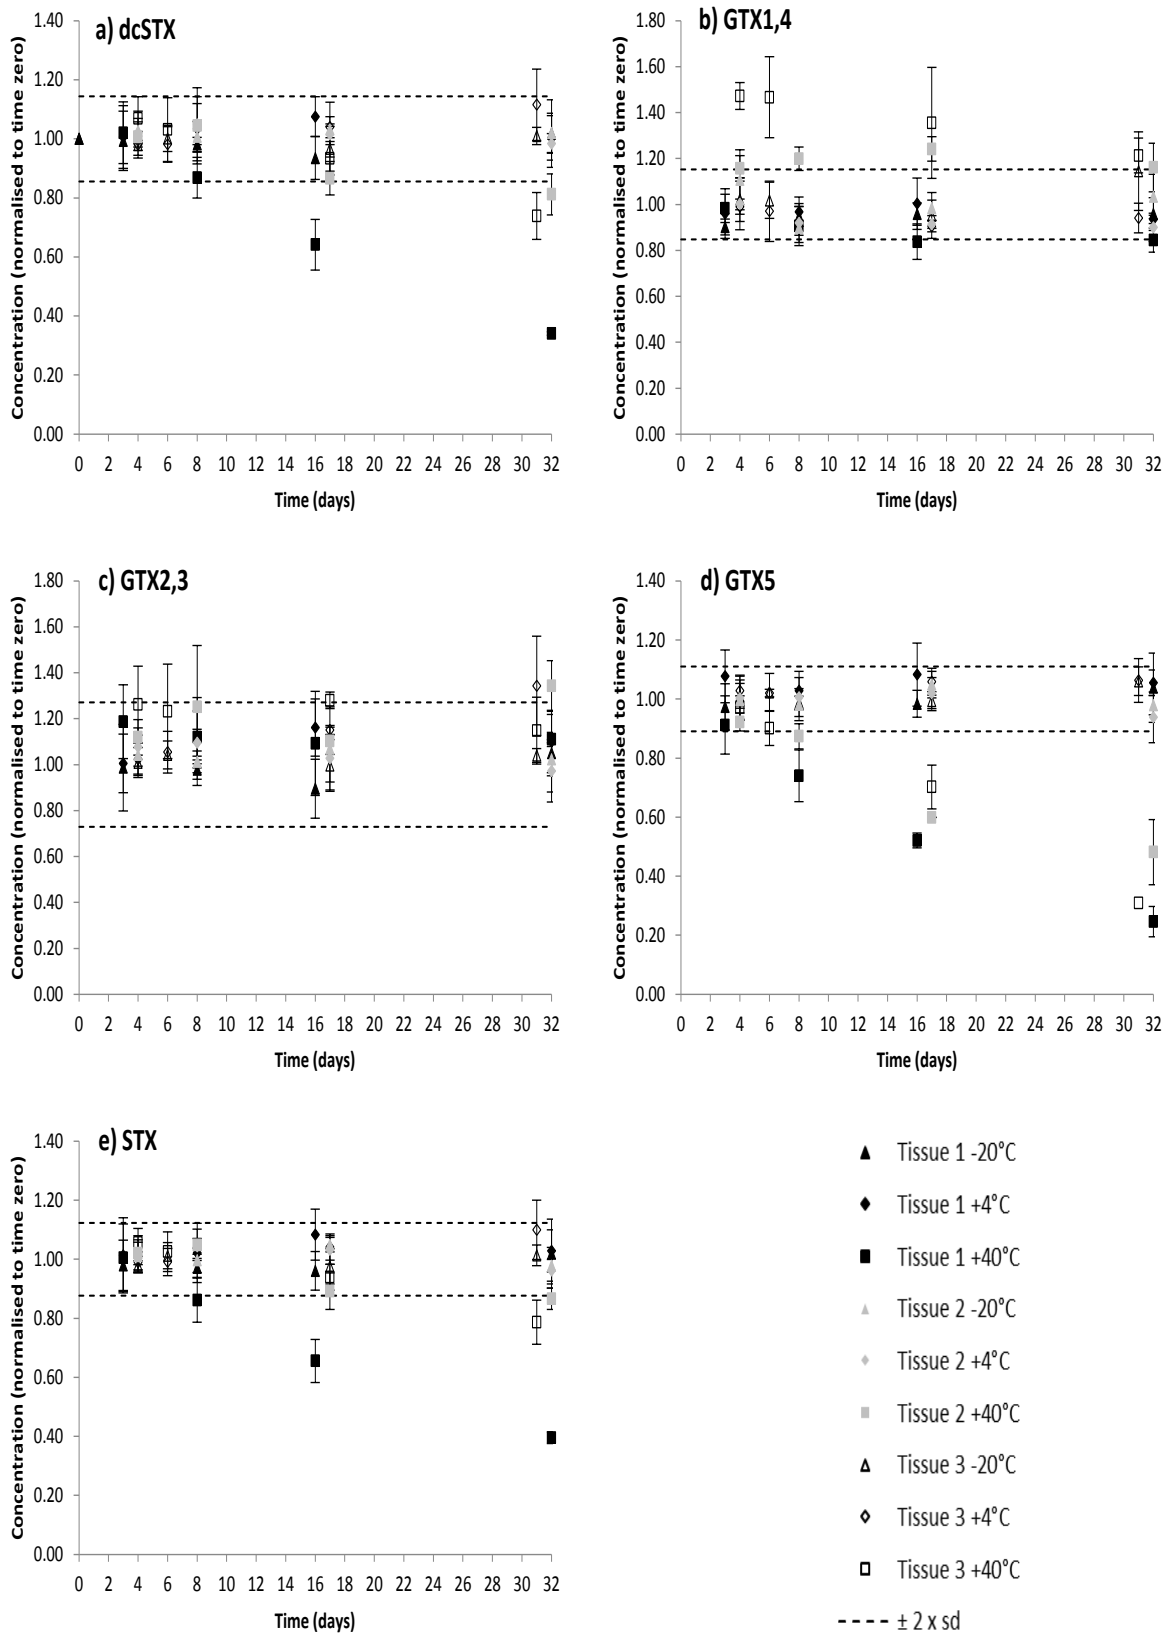 a) dcSTX
Concentration (normalised to time zero)
1.40
1.20
1.00
0.80
0.60
0.40
0.20
0.00
0 2 4 6 8 10 12 14 16 18 20 22 24 26 28 30 32
Time (days)
b) GTX1,4
Concentration (normalised to time zero)
1.80
1.60
1.40
1.20
1.00
0.80
0.60
0.40
0.20
0.00
0 2 4 6 8 10 12 14 16 18 20 22 24 26 28 30 32
Time (days)
c) GTX2,3
Concentration (normalised to time zero)
1.80
1.60
1.40
1.20
1.00
0.80
0.60
0.40
0.20
0.00
0 2 4 6 8 10 12 14 16 18 20 22 24 26 28 30 32
Time (days)
d) GTX5
Concentration (normalised to time zero)
1.40
1.20
1.00
0.80
0.60
0.40
0.20
0.00
0 2 4 6 8 10 12 14 16 18 20 22 24 26 28 30 32
Time (days)
e) STX
Concentration (normalised to time zero)
1.40
1.20
1.00
0.80
0.60
0.40
0.20
0.00
0 2 4 6 8 10 12 14 16 18 20 22 24 26 28 30 32
Time (days)
Tissue 1 -20°C
Tissue 1 +4°C
Tissue 1 +40°C
Tissue 2 -20°C
Tissue 2 +4°C
Tissue 2 +40°C
Tissue 3 -20°C
Tissue 3 +4°C
Tissue 3 +40°C
± 2 x sd